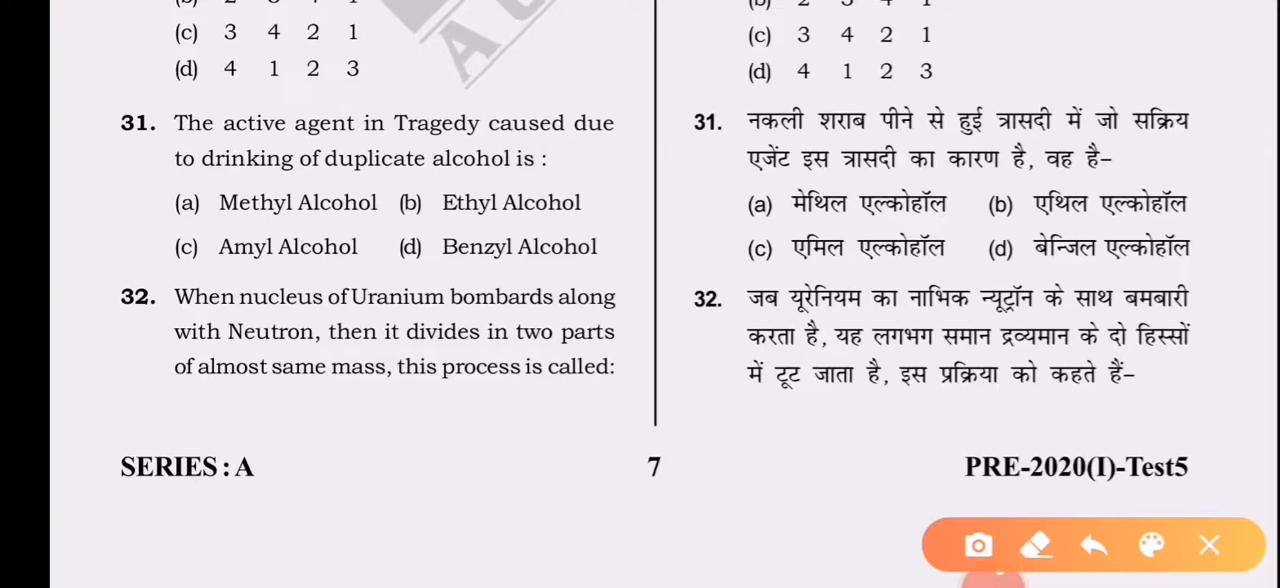 (c) 3 4 2 1
(d) 4 1 2 3
31. The active agent in Tragedy caused due
to drinking of duplicate alcohol is :
(a) Methyl Alcohol (b) Ethyl Alcohol
(c) Amyl Alcohol (d) Benzyl Alcohol
32. When nucleus of Uranium bombards along
with Neutron, then it divides in two parts
of almost same mass, this process is called:
(c) 3 4 2 1
(d) 4 1 2 3
31. नकली शराब पीने से हुई त्रासदी में जो सक्रिय
एजेंट इस त्रासदी का कारण है, वह है–
(a) मेथिल एल्कोहॉल (b) एथिल एल्कोहॉल
(c) एमिल एल्कोहॉल (d) बेन्जिल एल्कोहॉल
32. जब यूरेनियम का नाभिक न्यूट्रॉन के साथ बमबारी
करता है, यह लगभग समान द्रव्यमान के दो हिस्सों
में टूट जाता है, इस प्रक्रिया को कहते हैं–
SERIES : A 7 PRE-2020(I)-Test5